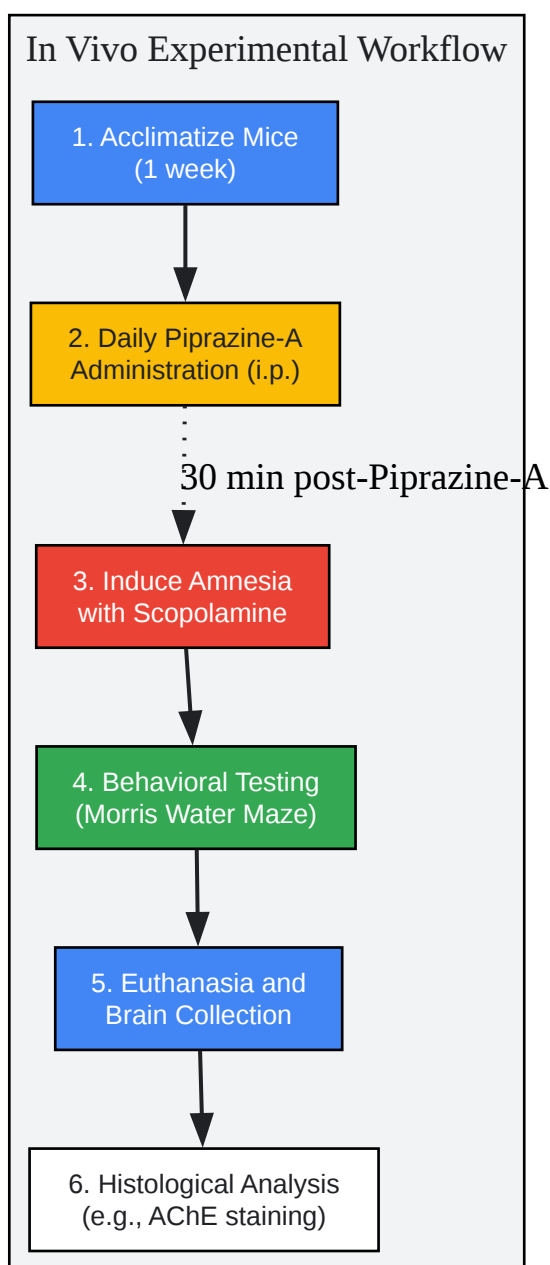 In Vivo Experimental Workflow
1. Acclimatize Mice
(1 week)
2. Daily Piprazine-A
Administration (i.p.)
30 min post-Piprazine-A
3. Induce Amnesia
with Scopolamine
4. Behavioral Testing
(Morris Water Maze)
5. Euthanasia and
Brain Collection
6. Histological Analysis
(e.g., AChE staining)